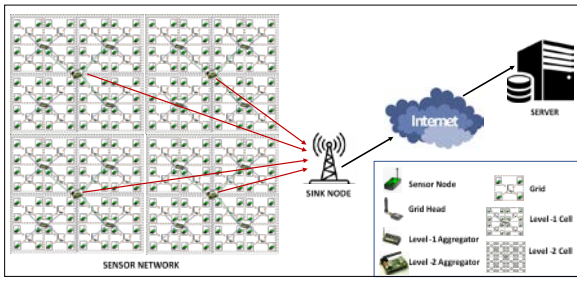 SERVER
Internet
SINK NODE
Sensor Node
Grid
Grid Head
Level -1 Cell
Level -1 Aggregator
Level -2 Cell
Level -2 Aggregator
SENSOR NETWORK